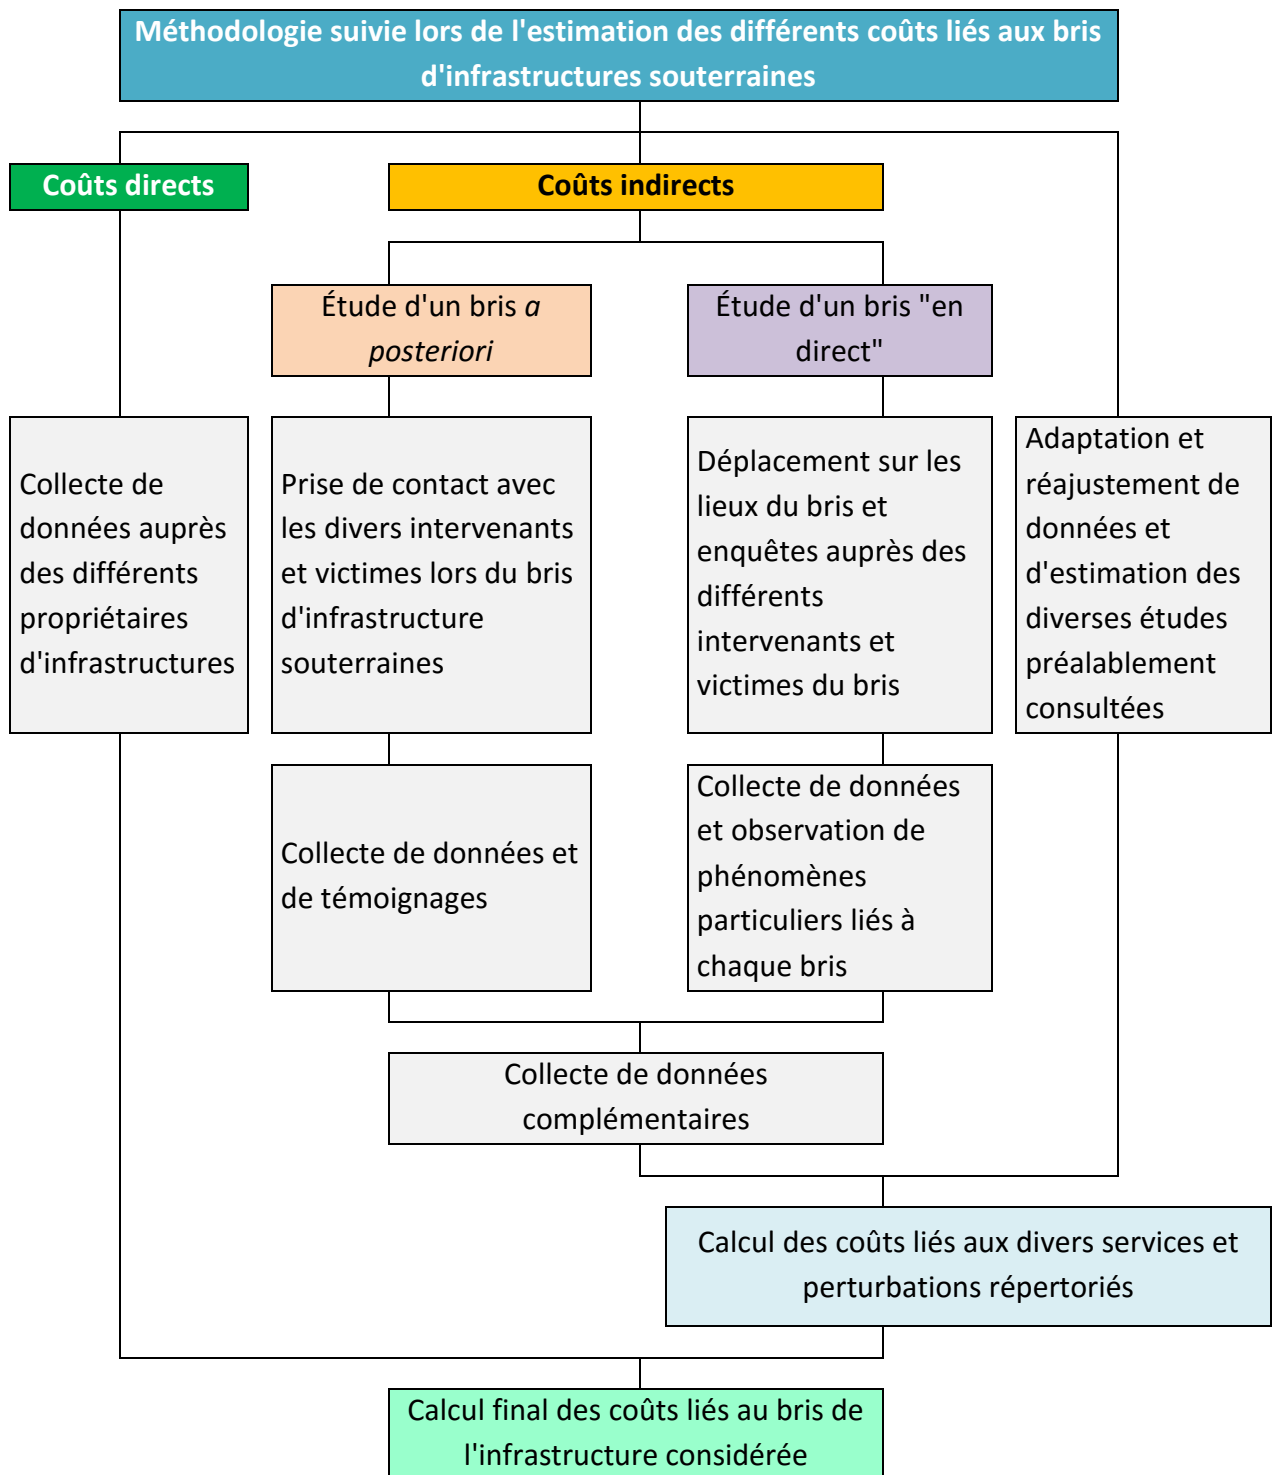 Méthodologie suivie lors de l'estimation des différents coûts liés aux bris
d'infrastructures souterraines
Coûts directs
Coûts indirects
Étude d'un bris a
posteriori
Étude d'un bris "en
direct"
Collecte de
données auprès
des différents
propriétaires
d'infrastructures
Prise de contact avec
les divers intervenants
et victimes lors du bris
d'infrastructure
souterraines
Déplacement sur les
lieux du bris et
enquêtes auprès des
différents
intervenants et
victimes du bris
Adaptation et
réajustement de
données et
d'estimation des
diverses études
préalablement
consultées
Collecte de données et
de témoignages
Collecte de données
et observation de
phénomènes
particuliers liés à
chaque bris
Collecte de données
complémentaires
Calcul des coûts liés aux divers services et
perturbations répertoriés
Calcul final des coûts liés au bris de
l'infrastructure considérée